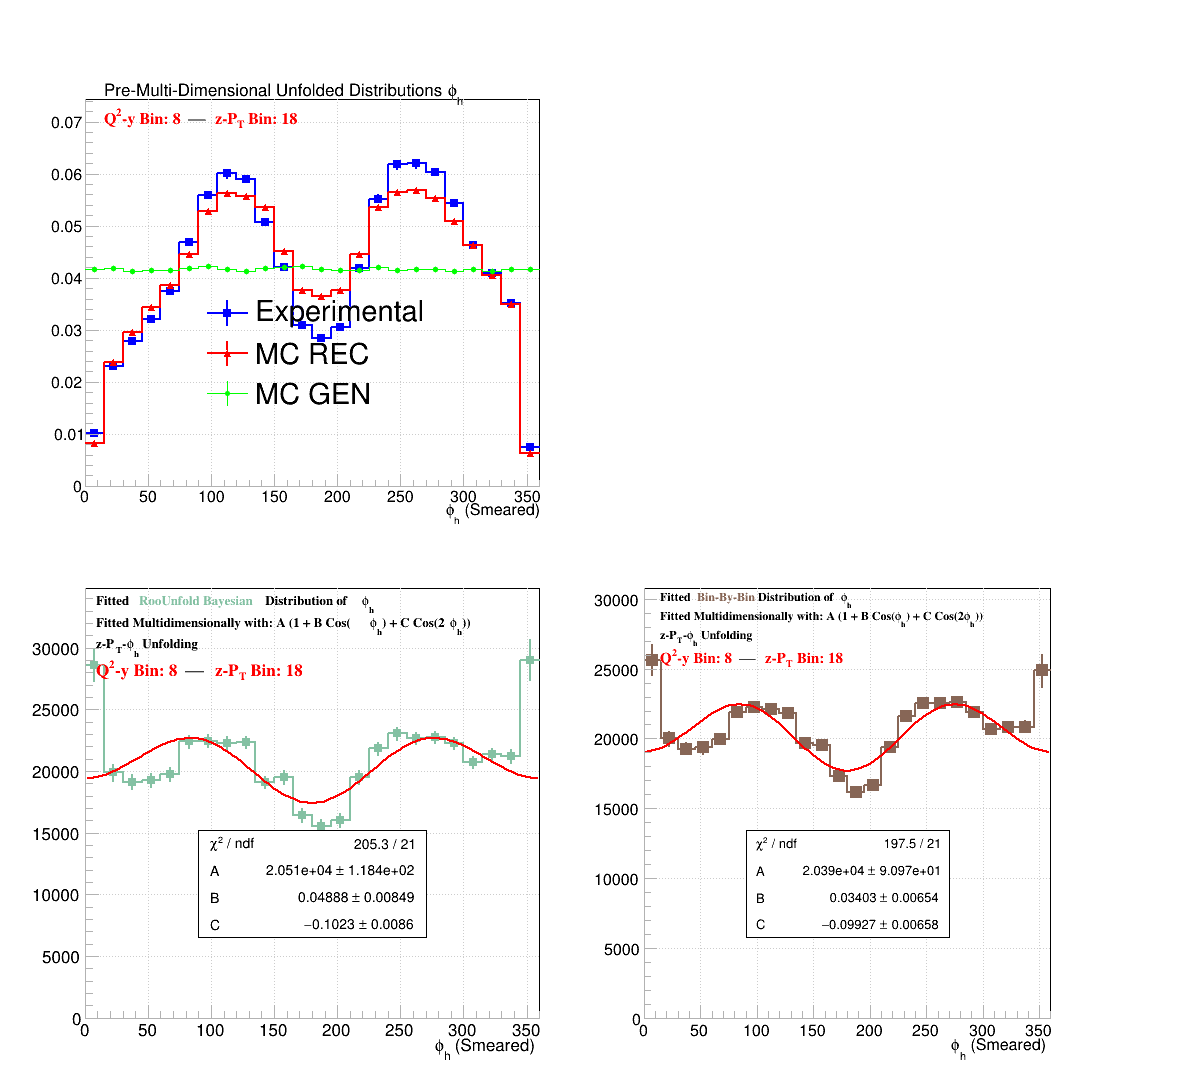 Pre-Multi-Dimensional Unfolded Distributions ϕh
Q²-y Bin: 8 — z-PT Bin: 18
0.07
0.06
0.05
0.04
0.03
0.02
0.01
0
Experimental
MC REC
MC GEN
0 50 100 150 200 250 300 350
ϕh (Smeared)
Fitted RooUnfold Bayesian Distribution of ϕh
Fitted Multidimensionally with: A (1 + B Cos( ϕh) + C Cos(2 ϕh))
z-PT-ϕh Unfolding
Q²-y Bin: 8 — z-PT Bin: 18
30000
25000
20000
15000
10000
5000
0
χ² / ndf 205.3 / 21
A 2.051e+04 ± 1.184e+02
B 0.04888 ± 0.00849
C −0.1023 ± 0.0086
0 50 100 150 200 250 300 350
ϕh (Smeared)
Fitted Bin-By-Bin Distribution of ϕh
Fitted Multidimensionally with: A (1 + B Cos(ϕh) + C Cos(2ϕh))
z-PT-ϕh Unfolding
Q²-y Bin: 8 — z-PT Bin: 18
30000
25000
20000
15000
10000
5000
0
χ² / ndf 197.5 / 21
A 2.039e+04 ± 9.097e+01
B 0.03403 ± 0.00654
C −0.09927 ± 0.00658
0 50 100 150 200 250 300 350
ϕh (Smeared)